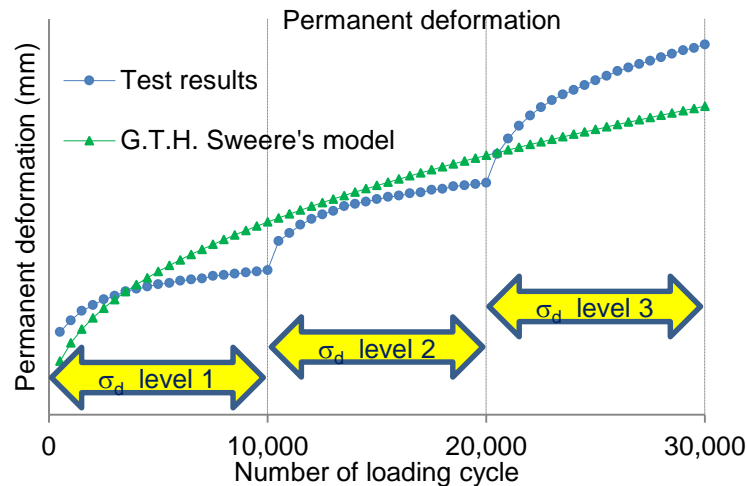 Permanent deformation
Permanent deformation (mm)
Test results
G.T.H. Sweere's model
σd level 1
σd level 2
σd level 3
0
10,000
20,000
30,000
Number of loading cycle